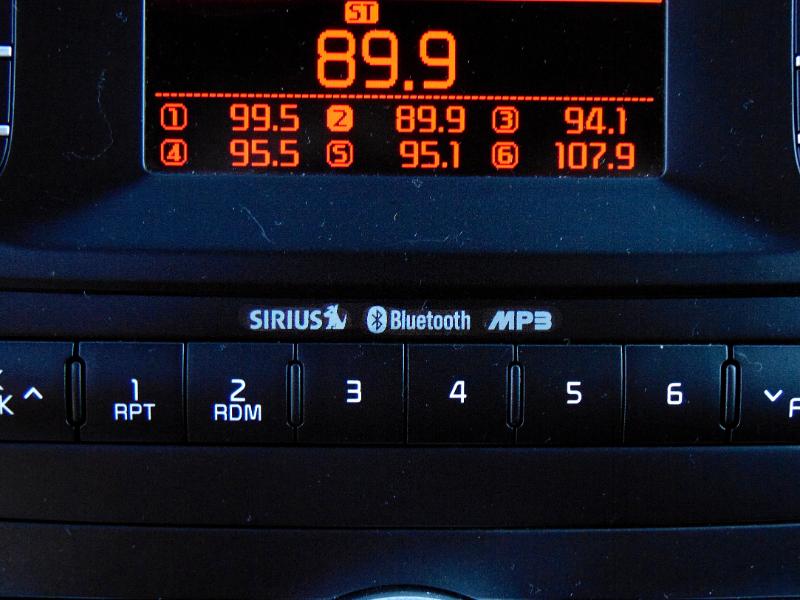 ST
89.9
1 99.5 2 89.9 3 94.1
4 95.5 5 95.1 6 107.9
SIRIUS Bluetooth MP3
1 2 3 4 5 6
RPT RDM